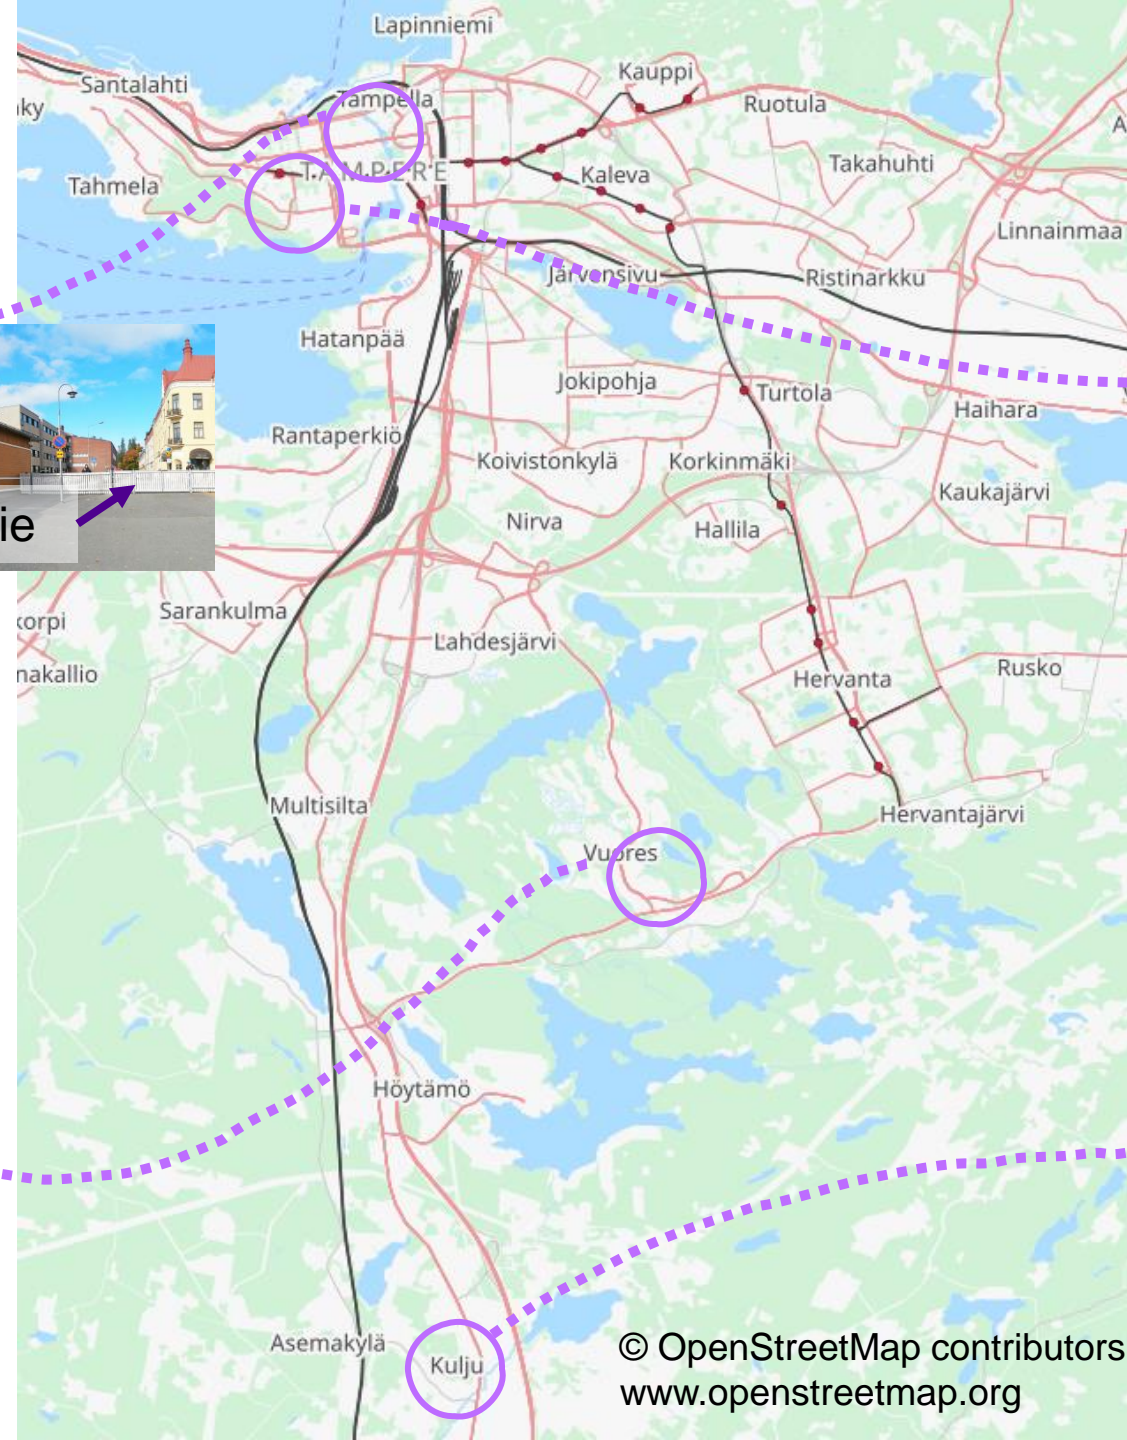 Lapinniemi
Kauppi
Santalahti
Tampella
Ruotula
ky
A
TAMPERE
Takahuhti
Kaleva
Tahmela
Linnainmaa
Järvensivu
Ristinarkku
Hatanpää
Jokipohja
Turtola
Haihara
Rantaperkiö
Koivistonkylä
Korkinmäki
Kaukajärvi
ie
Nirva
Hallila
Sarankulma
korpi
Lahdesjärvi
nakallio
Hervanta
Rusko
Multisilta
Hervantajärvi
Vuores
Höytämö
Asemakylä
Kulju
© OpenStreetMap contributors
www.openstreetmap.org